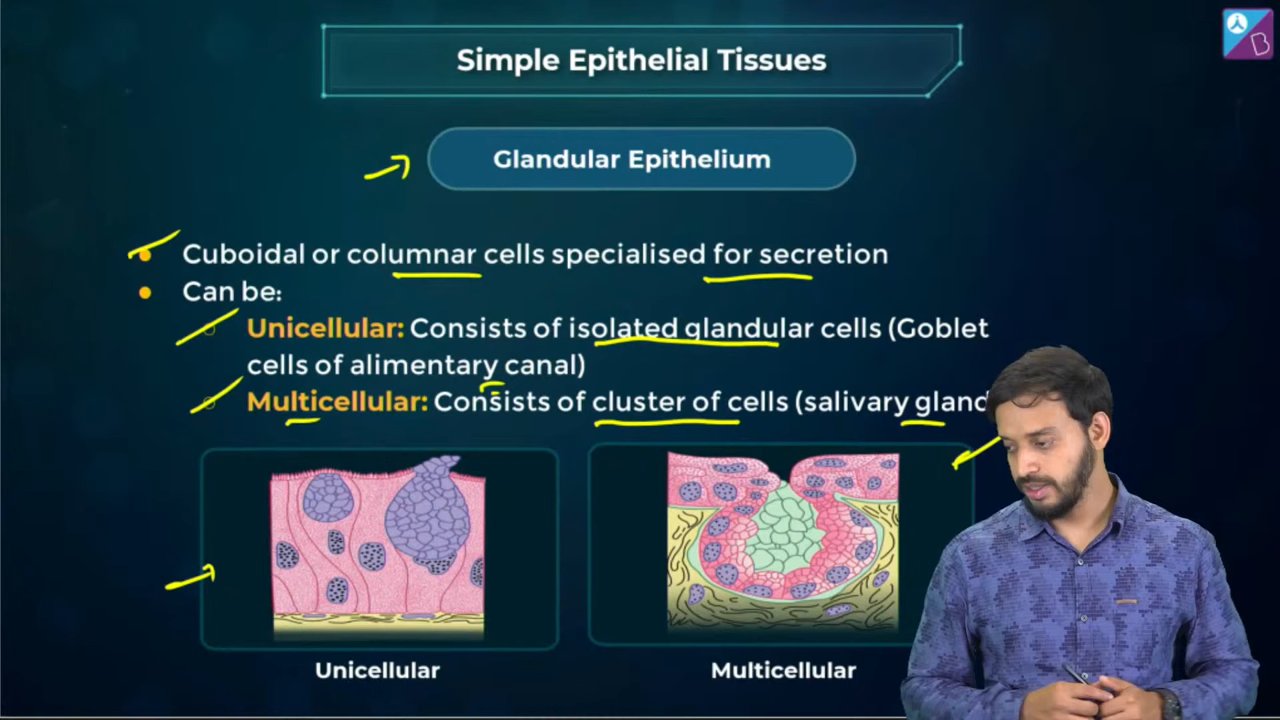 Simple Epithelial Tissues
Glandular Epithelium
Cuboidal or columnar cells specialised for secretion
Can be:
Unicellular: Consists of isolated glandular cells (Goblet
cells of alimentary canal)
Multicellular: Consists of cluster of cells (salivary gland
Unicellular
Multicellular